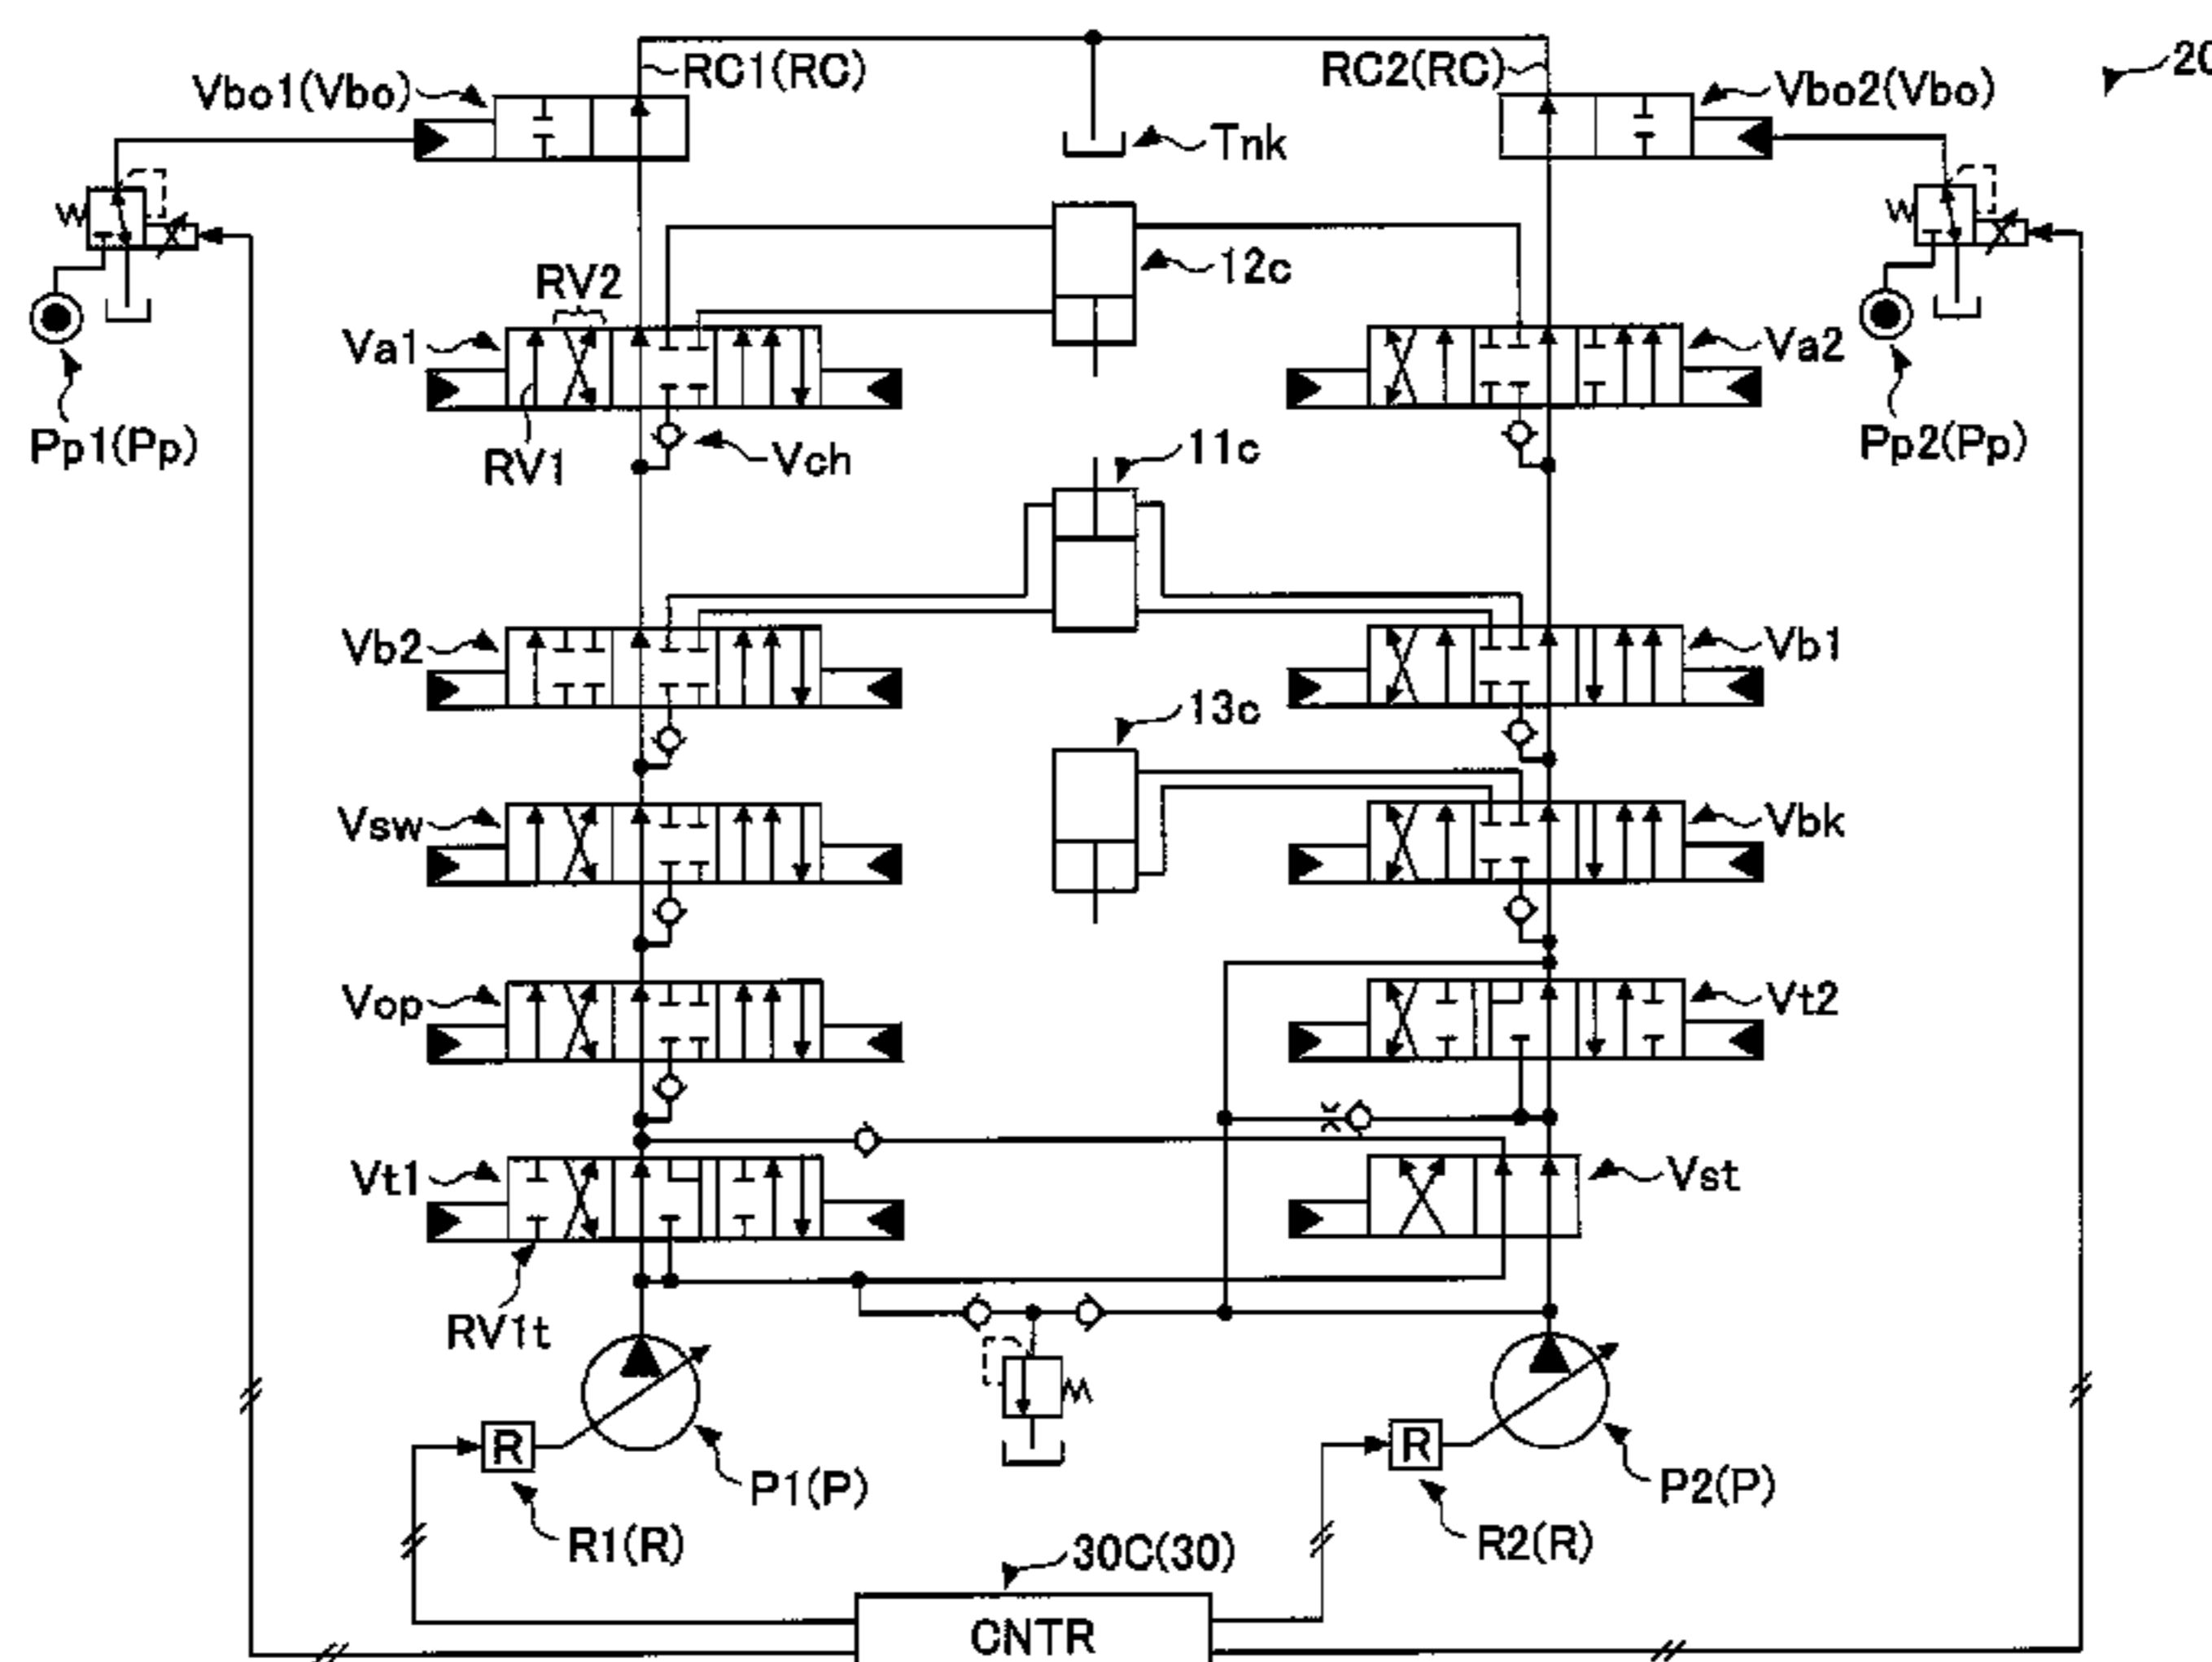 RC1(RC)
RC2(RC)
20
Vbo1(Vbo)
Vbo2(Vbo)
Tnk
12c
RV2
Va1
Va2
Pp1(Pp)
RV1
Vch
11c
Pp2(Pp)
Vb2
Vb1
13c
Vsw
Vbk
Vop
Vt2
Vt1
Vst
RV1t
R
R
P1(P)
P2(P)
R1(R)
R2(R)
30C(30)
CNTR